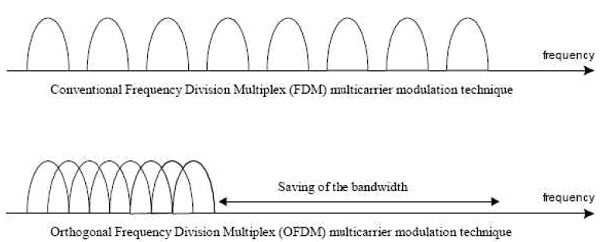 frequency
Conventional Frequency Division Multiplex (FDM) multicarrier modulation technique
Saving of the bandwidth
frequency
Orthogonal Frequency Division Multiplex (OFDM) multicarrier modulation technique